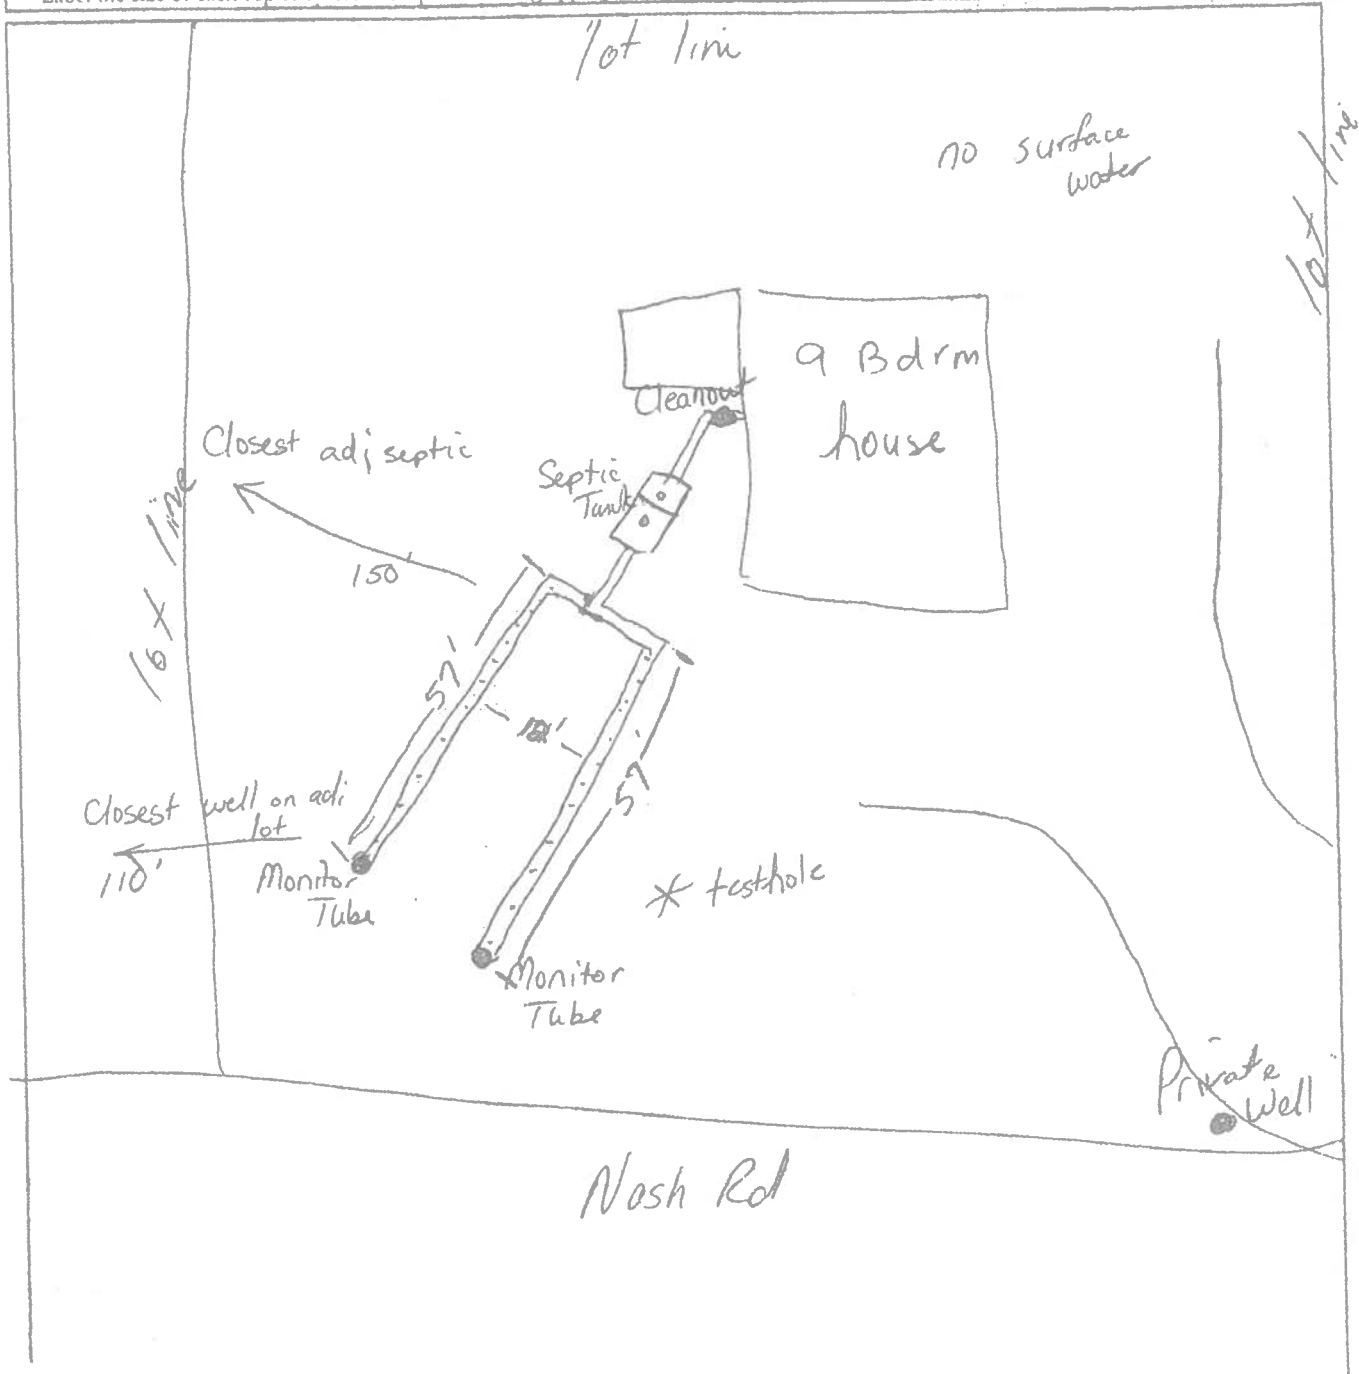 lot line
no surface
water
lot line
9 Bdrm
house
Cleanout
Closest adj septic
Septic
Tank
150'
lot line
57'
57'
Closest well on adj
lot
110'
Monitor
Tube
* testhole
Monitor
Tube
Private
Well
Nash Rd